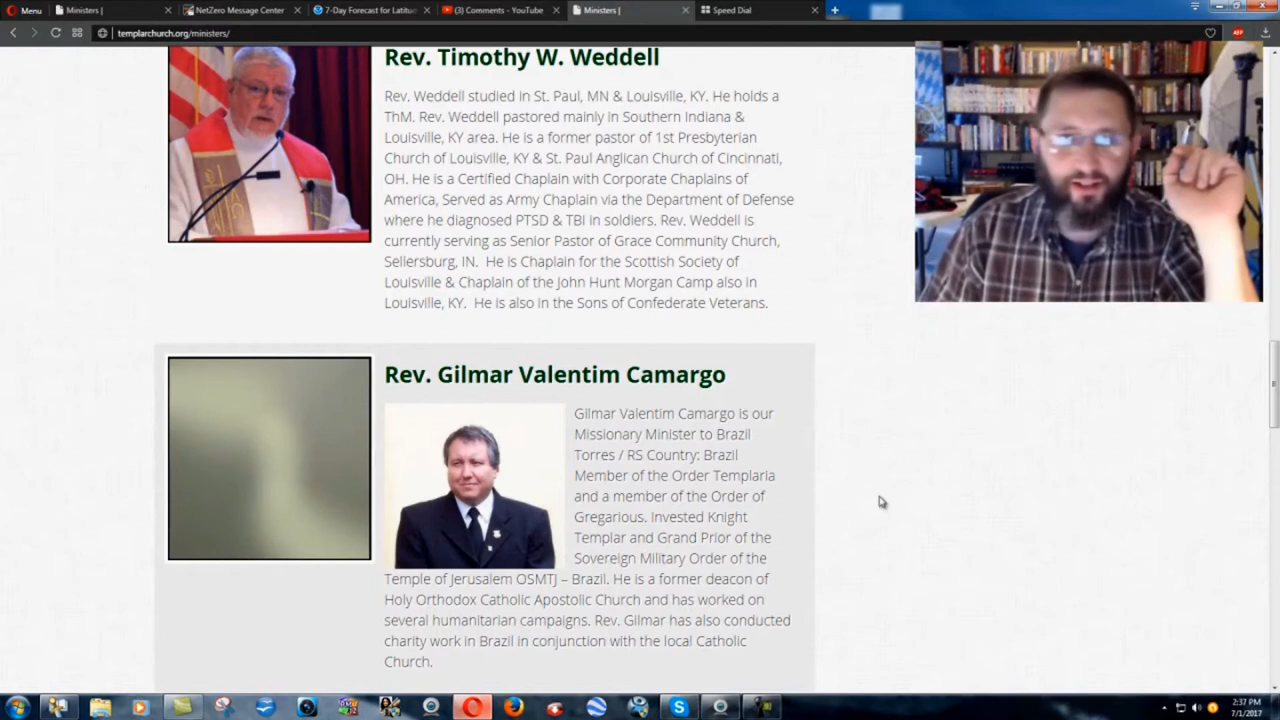 Menu
Ministers |
NetZero Message Center
7-Day Forecast for Latitud
(3) Comments - YouTube
Ministers |
Speed Dial
templarchurch.org/ministers/
ABP
Rev. Timothy W. Weddell
Rev. Weddell studied in St. Paul, MN & Louisville, KY. He holds a
ThM. Rev. Weddell pastored mainly in Southern Indiana &
Louisville, KY area. He is a former pastor of 1st Presbyterian
Church of Louisville, KY & St. Paul Anglican Church of Cincinnati,
OH. He is a Certified Chaplain with Corporate Chaplains of
America, Served as Army Chaplain via the Department of Defense
where he diagnosed PTSD & TBI in soldiers. Rev. Weddell is
currently serving as Senior Pastor of Grace Community Church,
Sellersburg, IN. He is Chaplain for the Scottish Society of
Louisville & Chaplain of the John Hunt Morgan Camp also in
Louisville, KY. He is also in the Sons of Confederate Veterans.
Rev. Gilmar Valentim Camargo
Gilmar Valentim Camargo is our
Missionary Minister to Brazil
Torres / RS Country: Brazil
Member of the Order Templaria
and a member of the Order of
Gregarious. Invested Knight
Templar and Grand Prior of the
Sovereign Military Order of the
Temple of Jerusalem OSMTJ – Brazil. He is a former deacon of
Holy Orthodox Catholic Apostolic Church and has worked on
several humanitarian campaigns. Rev. Gilmar has also conducted
charity work in Brazil in conjunction with the local Catholic
Church.
2:37 PM
7/1/2017